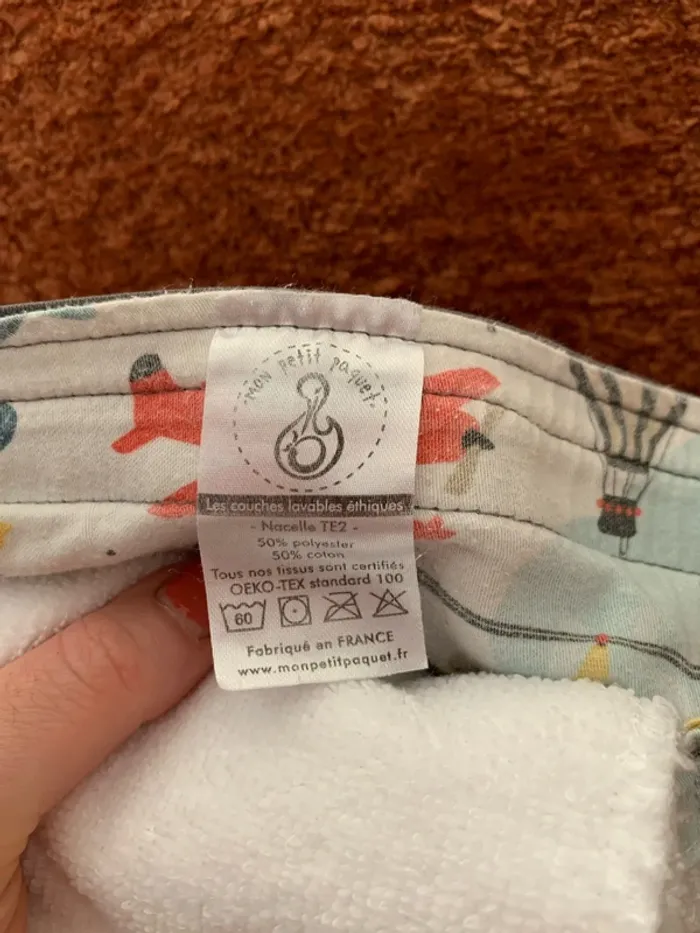 mon petit paquet
Les couches lavables éthiques
- Nacelle TE2 -
50% polyester
50% coton
Tous nos tissus sont certifiés
OEKO-TEX standard 100
60
Fabriqué en FRANCE
www.monpetitpaquet.fr